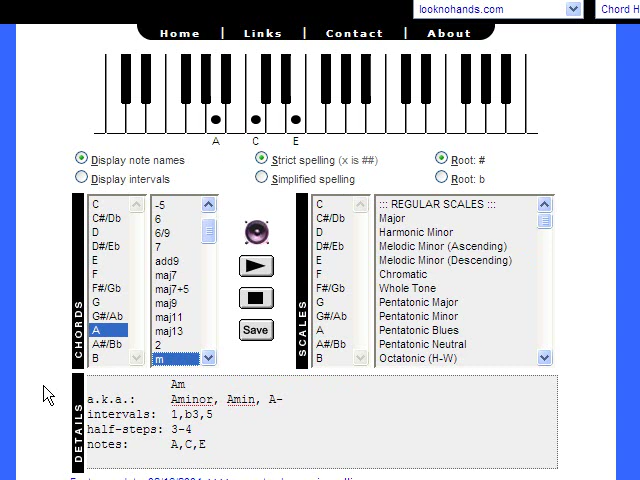 looknohands.com
Chord H
Home | Links | Contact | About
A C E
Display note names
Strict spelling (x is ##)
Root: #
Display intervals
Simplified spelling
Root: b
CHORDS
C
C#/Db
D
D#/Eb
E
F
F#/Gb
G
G#/Ab
A
A#/Bb
B
-5
6
6/9
7
add9
maj7
maj7+5
maj9
maj11
maj13
2
m
Save
SCALES
C
C#/Db
D
D#/Eb
E
F
F#/Gb
G
G#/Ab
A
A#/Bb
B
::: REGULAR SCALES :::
Major
Harmonic Minor
Melodic Minor (Ascending)
Melodic Minor (Descending)
Chromatic
Whole Tone
Pentatonic Major
Pentatonic Minor
Pentatonic Blues
Pentatonic Neutral
Octatonic (H-W)
DETAILS
Am
a.k.a.: Aminor, Amin, A-
intervals: 1,b3,5
half-steps: 3-4
notes: A,C,E